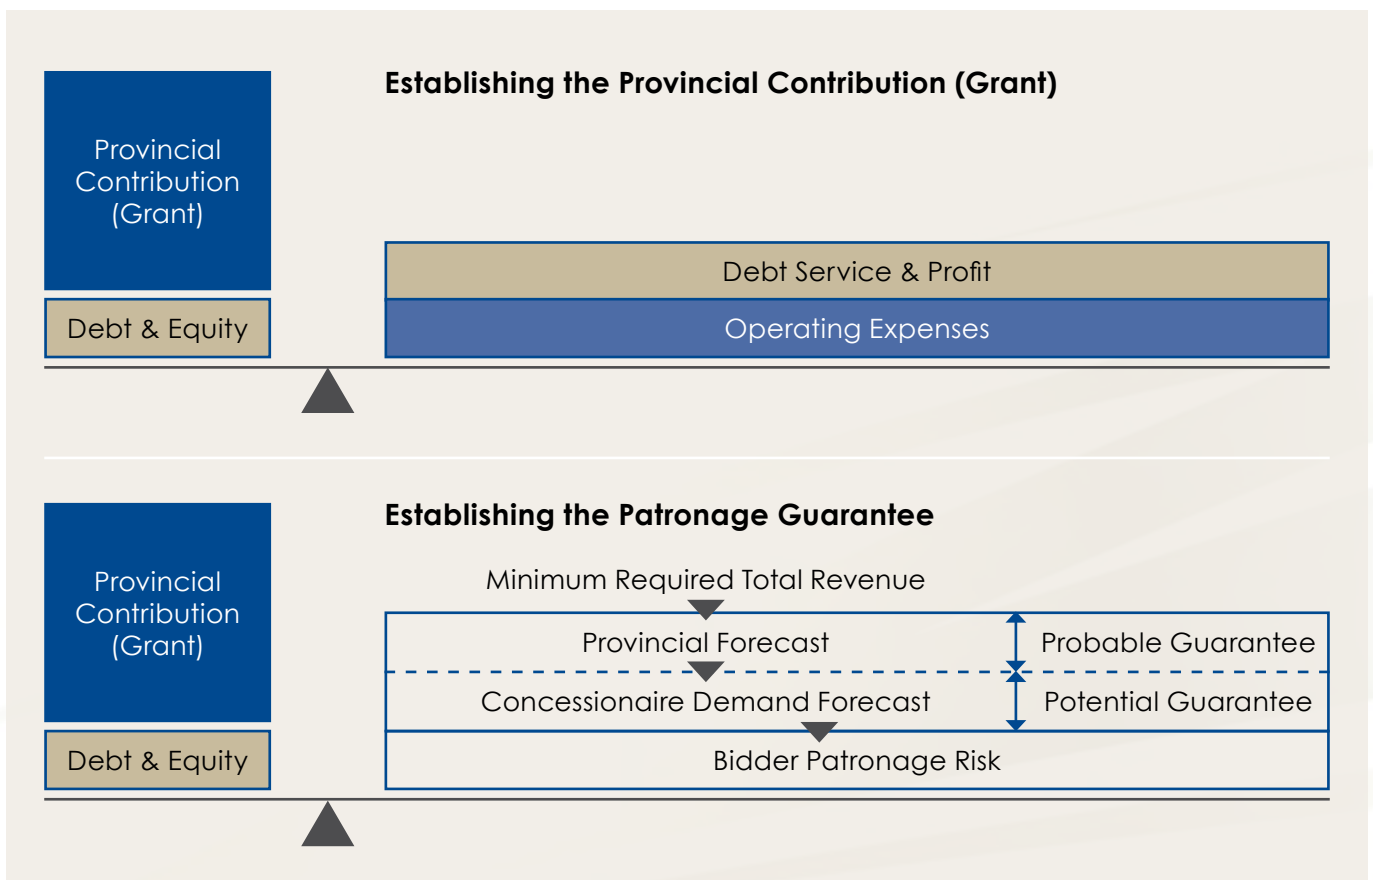 Establishing the Provincial Contribution (Grant)
Provincial
Contribution
(Grant)
Debt & Equity
Debt Service & Profit
Operating Expenses
Establishing the Patronage Guarantee
Provincial
Contribution
(Grant)
Debt & Equity
Minimum Required Total Revenue
Provincial Forecast
Probable Guarantee
Concessionaire Demand Forecast
Potential Guarantee
Bidder Patronage Risk